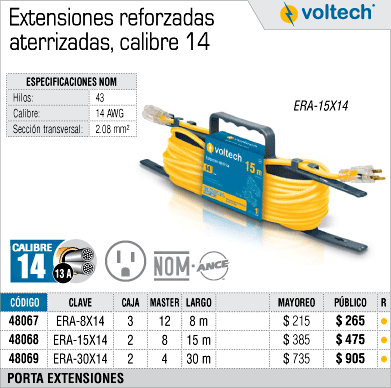 Extensiones reforzadas
aterrizadas, calibre 14
voltech®
ESPECIFICACIONES NOM
Hilos: 43
Calibre: 14 AWG
Sección transversal: 2.08 mm²
ERA-15X14
voltech
15 m
14
CALIBRE
14
13 A
NOM-ANCE
CÓDIGO CLAVE CAJA MASTER LARGO MAYOREO PÚBLICO R
48067 ERA-8X14 3 12 8 m $ 215 $ 265
48068 ERA-15X14 2 8 15 m $ 385 $ 475
48069 ERA-30X14 2 4 30 m $ 735 $ 905
PORTA EXTENSIONES